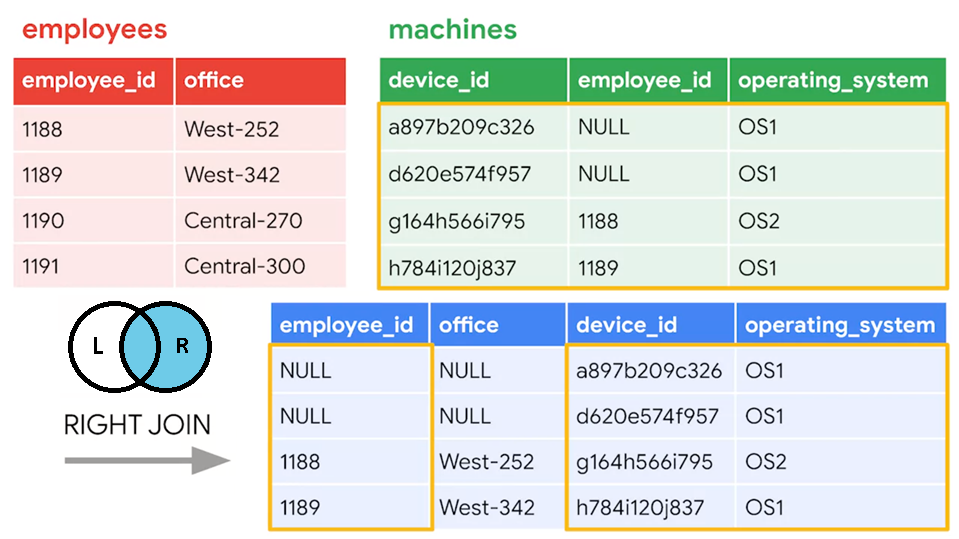 employees
employee_id office
1188 West-252
1189 West-342
1190 Central-270
1191 Central-300
machines
device_id employee_id operating_system
a897b209c326 NULL OS1
d620e574f957 NULL OS1
g164h566i795 1188 OS2
h784i120j837 1189 OS1
L R
RIGHT JOIN
employee_id office device_id operating_system
NULL NULL a897b209c326 OS1
NULL NULL d620e574f957 OS1
1188 West-252 g164h566i795 OS2
1189 West-342 h784i120j837 OS1